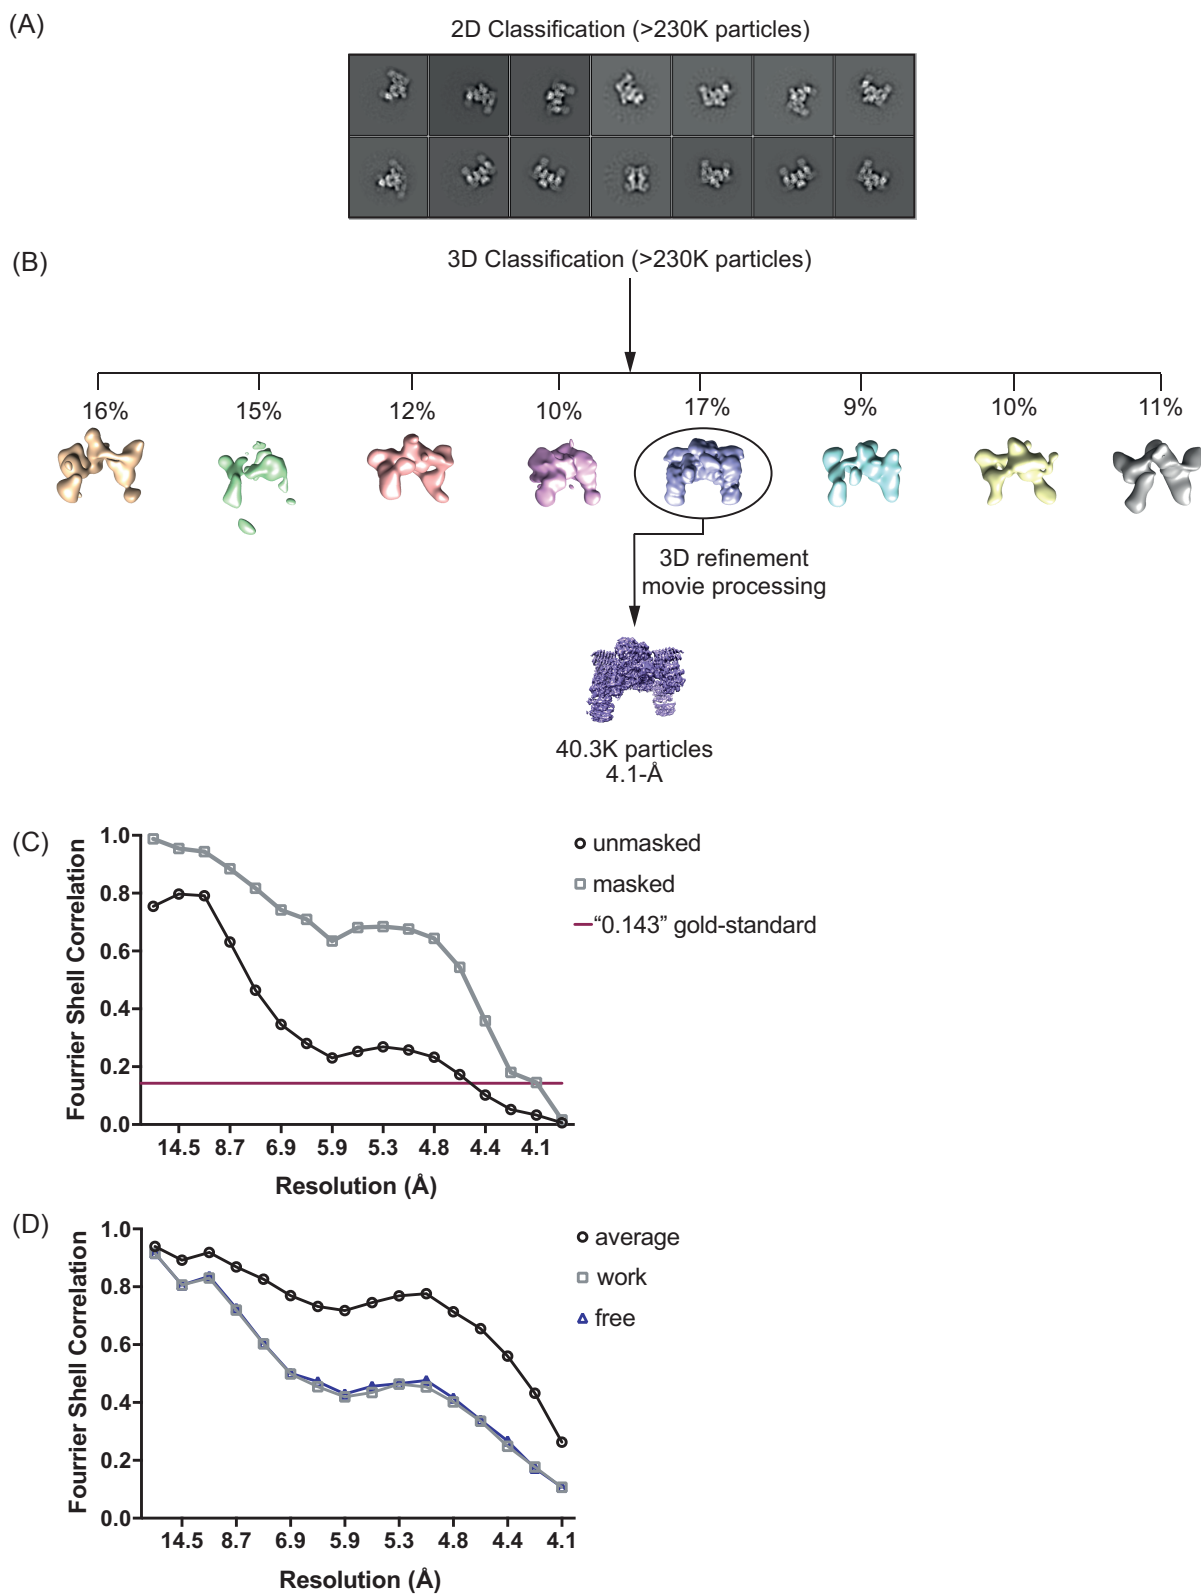 (A)
2D Classification (>230K particles)
(B)
3D Classification (>230K particles)
16% 15% 12% 10% 17% 9% 10% 11%
3D refinement
movie processing
40.3K particles
4.1-Å
(C)
Fourrier Shell Correlation
1.0
0.8
0.6
0.4
0.2
0.0
14.5 8.7 6.9 5.9 5.3 4.8 4.4 4.1
Resolution (Å)
unmasked
masked
“0.143” gold-standard
(D)
Fourrier Shell Correlation
1.0
0.8
0.6
0.4
0.2
0.0
14.5 8.7 6.9 5.9 5.3 4.8 4.4 4.1
Resolution (Å)
average
work
free